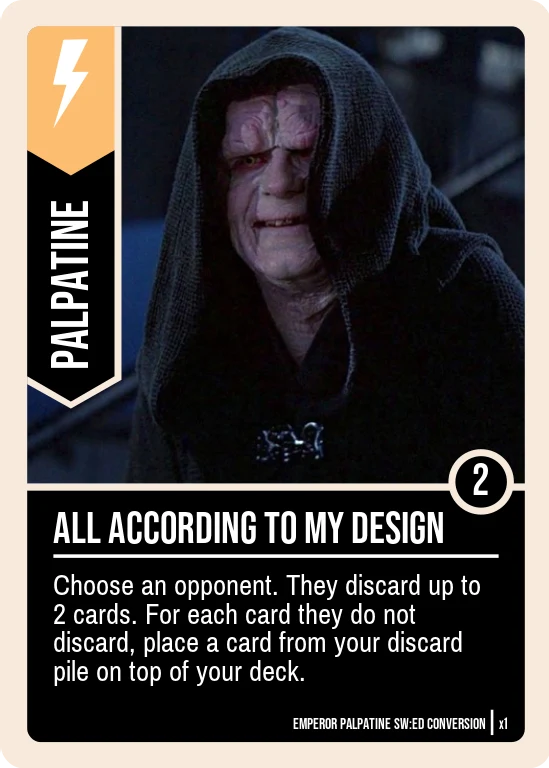 PALPATINE
2
ALL ACCORDING TO MY DESIGN
Choose an opponent. They discard up to
2 cards. For each card they do not
discard, place a card from your discard
pile on top of your deck.
EMPEROR PALPATINE SW:ED CONVERSION | x1